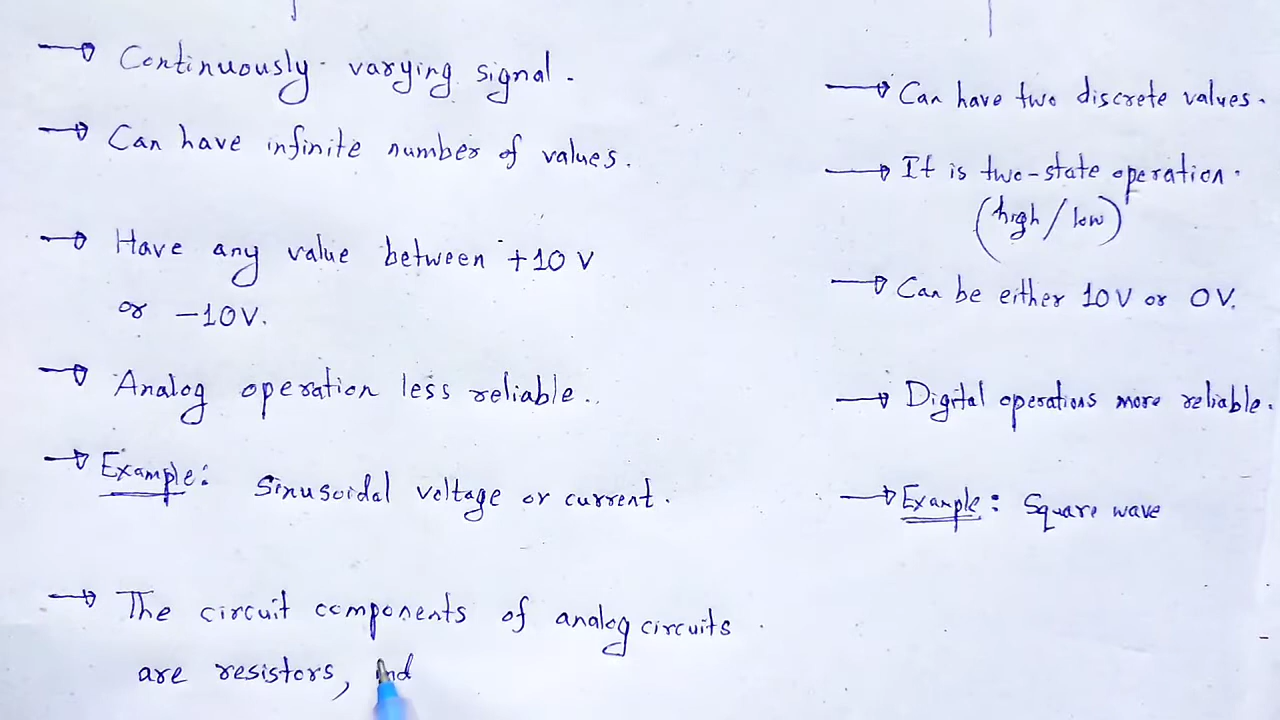 → Continuously varying signal.
→ Can have infinite number of values.
→ Have any value between +10 V
or -10V.
→ Analog operation less reliable.
→ Example: Sinusoidal voltage or current.
→ The circuit components of analog circuits
are resistors, ind
→ Can have two discrete values.
→ It is two-state operation.
(high/low)
→ Can be either 10V or 0V.
→ Digital operations more reliable.
→ Example: Square wave